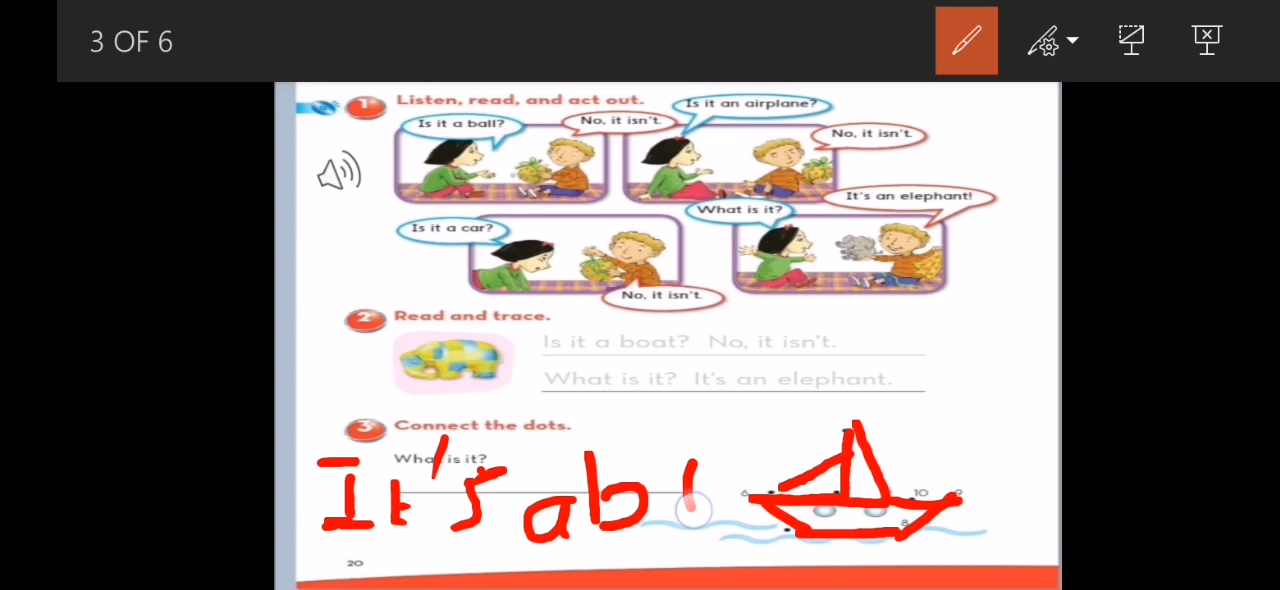 3 OF 6
1 Listen, read, and act out.
Is it a ball?
No, it isn't.
Is it an airplane?
No, it isn't.
Is it a car?
No, it isn't.
What is it?
It's an elephant!
2 Read and trace.
Is it a boat? No, it isn't.
What is it? It's an elephant.
3 Connect the dots.
What is it?
It's a b
6 10 9
8
20